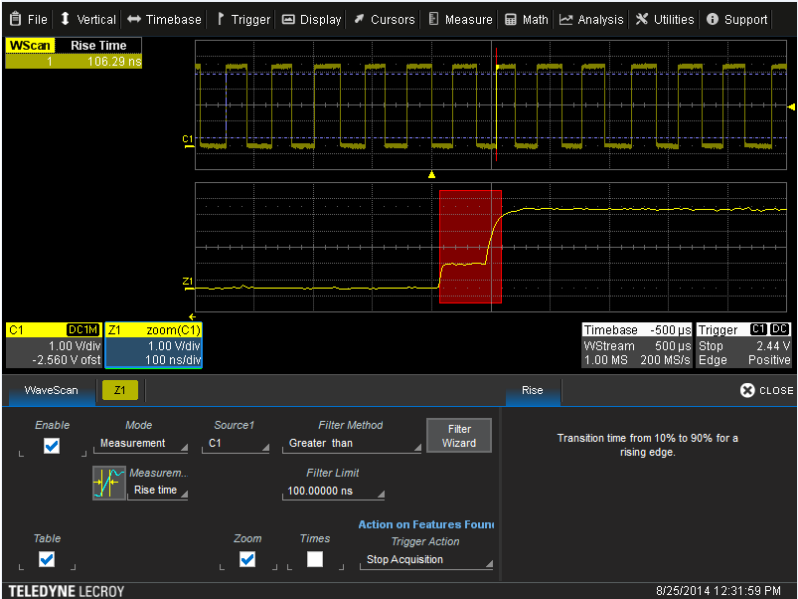 File Vertical Timebase Trigger Display Cursors Measure Math Analysis Utilities Support
WScan Rise Time
1 106.29 ns
C1
Z1
C1 DC1M
1.00 V/div
-2.560 V ofst
Z1 zoom(C1)
1.00 V/div
100 ns/div
Timebase -500 µs
WStream 500 µs
1.00 MS 200 MS/s
Trigger C1 DC
Stop 2.44 V
Edge Positive
WaveScan Z1 Rise CLOSE
Enable Mode Source1 Filter Method
Measurement C1 Greater than
Filter Wizard
Measurem...
Rise time
Filter Limit
100.00000 ns
Transition time from 10% to 90% for a
rising edge.
Action on Features Foun
Table Zoom Times Trigger Action
Stop Acquisition
TELEDYNE LECROY 8/25/2014 12:31:59 PM